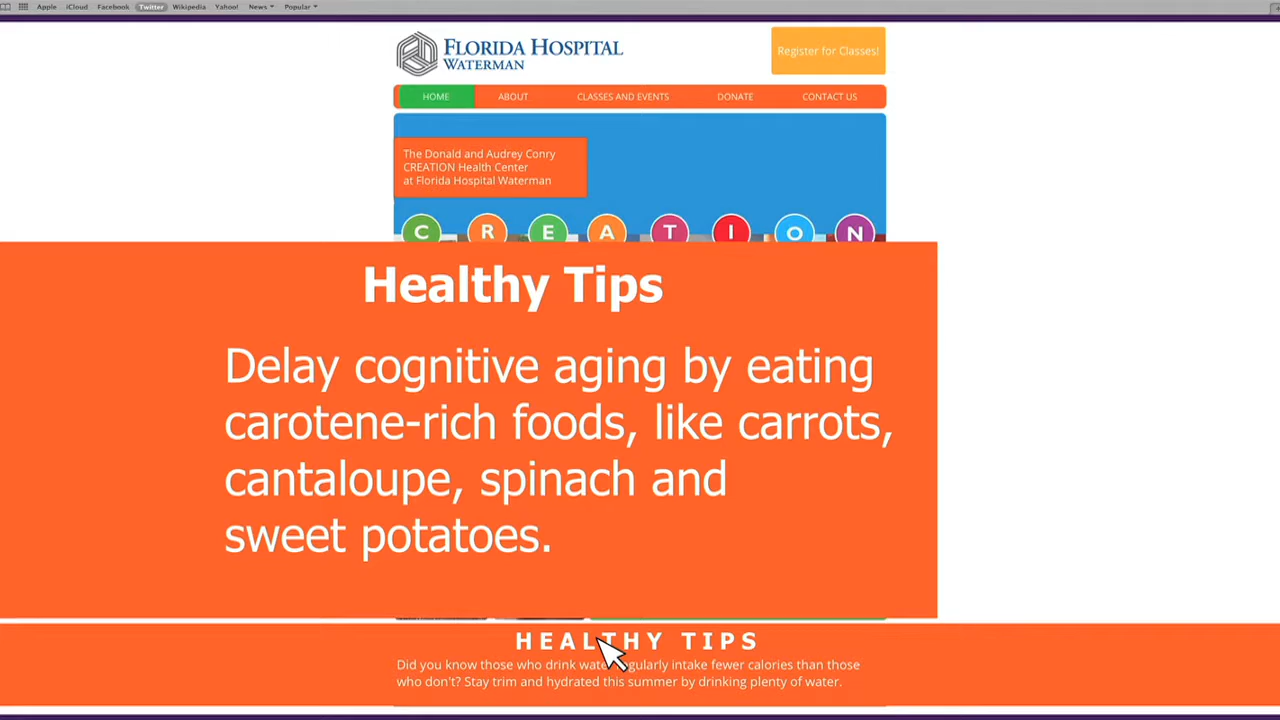 Apple iCloud Facebook Twitter Wikipedia Yahoo! News Popular
FLORIDA HOSPITAL
WATERMAN
Register for Classes!
HOME ABOUT CLASSES AND EVENTS DONATE CONTACT US
The Donald and Audrey Conry
CREATION Health Center
at Florida Hospital Waterman
C R E A T I O N
Healthy Tips
Delay cognitive aging by eating
carotene-rich foods, like carrots,
cantaloupe, spinach and
sweet potatoes.
HEALTHY TIPS
Did you know those who drink water regularly intake fewer calories than those
who don't? Stay trim and hydrated this summer by drinking plenty of water.